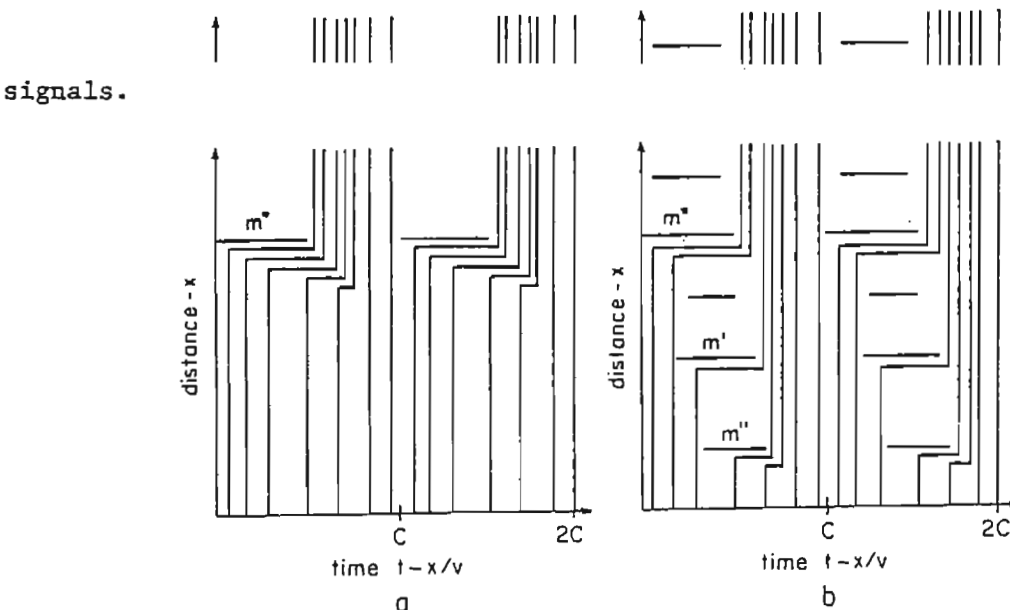 signals.
m*
distance - x
C
2C
time t - x/v
a
m*
m'
m"
distance - x
C
2C
time t - x/v
b